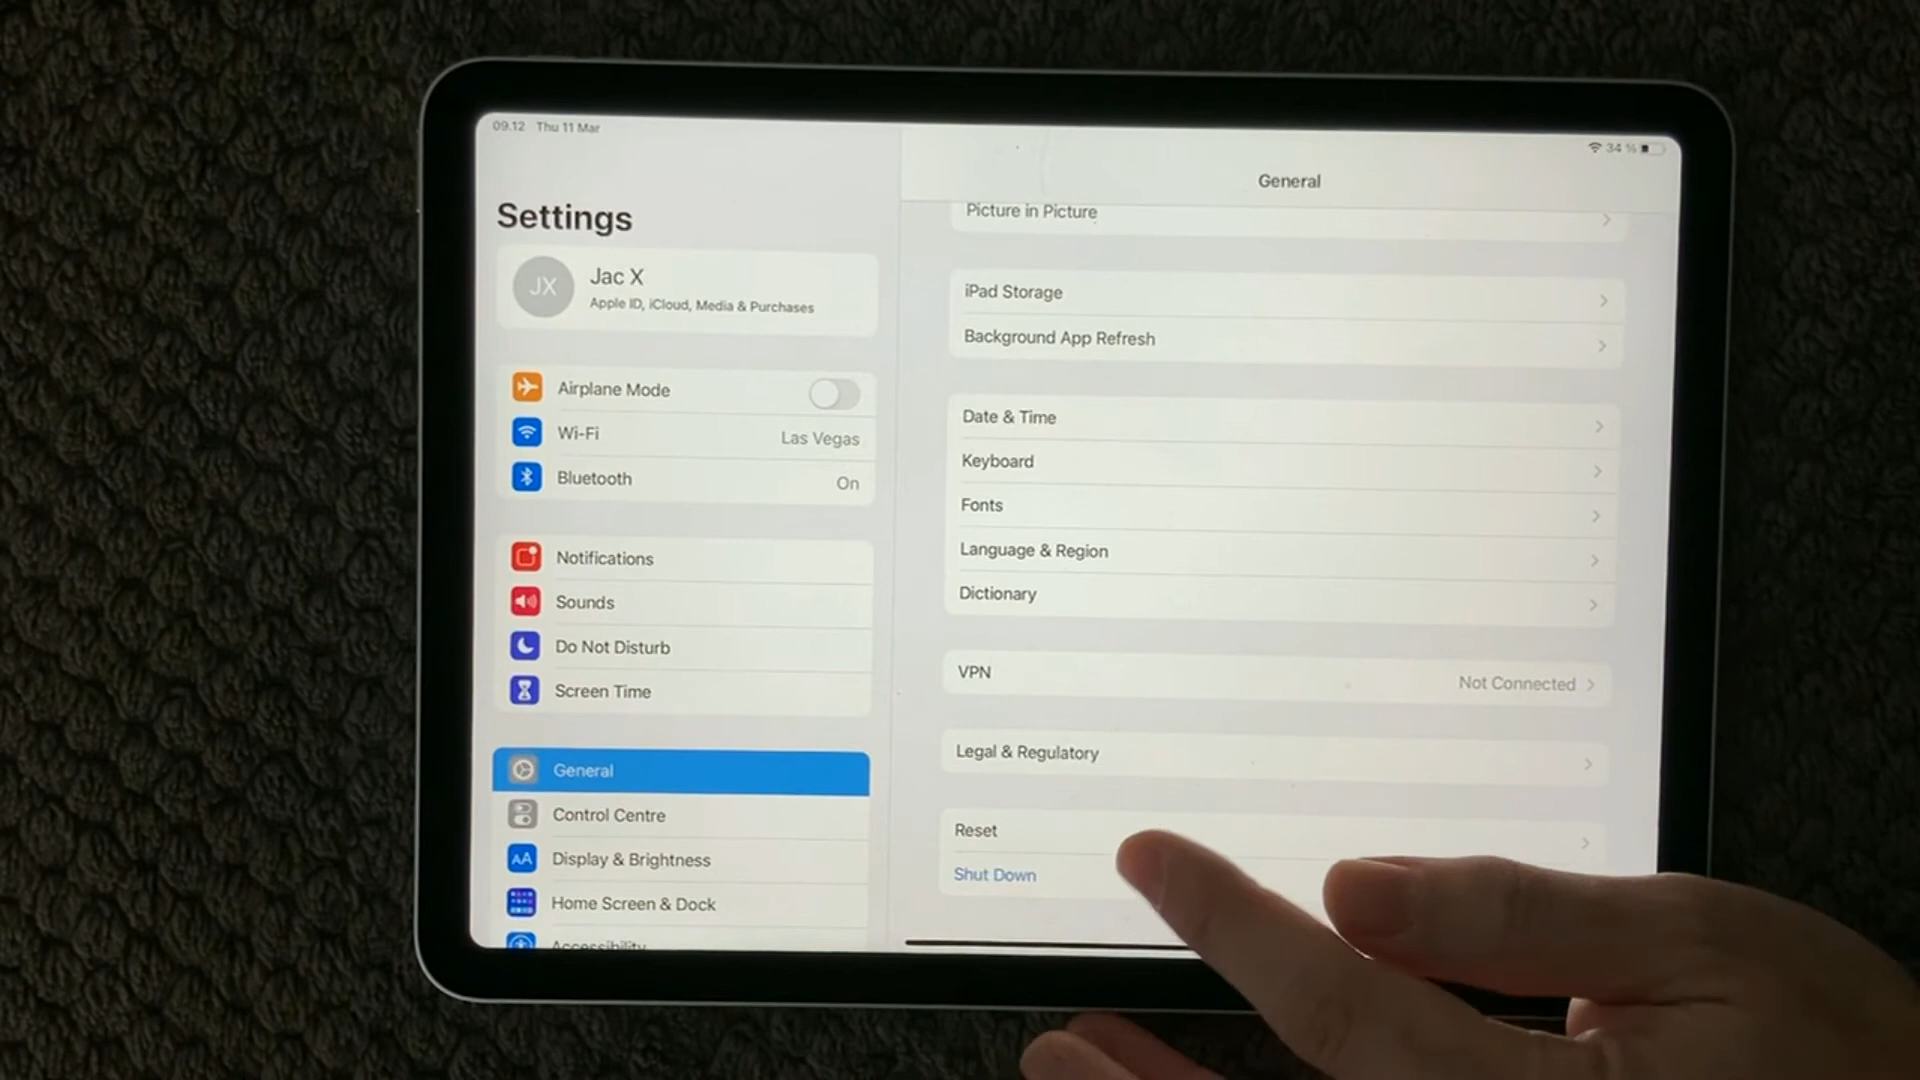 09.12 Thu 11 Mar
34 %
Settings
JX
Jac X
Apple ID, iCloud, Media & Purchases
Airplane Mode
Wi-Fi Las Vegas
Bluetooth On
Notifications
Sounds
Do Not Disturb
Screen Time
General
Control Centre
AA Display & Brightness
Home Screen & Dock
Accessibility
General
Picture in Picture
iPad Storage
Background App Refresh
Date & Time
Keyboard
Fonts
Language & Region
Dictionary
VPN Not Connected
Legal & Regulatory
Reset
Shut Down